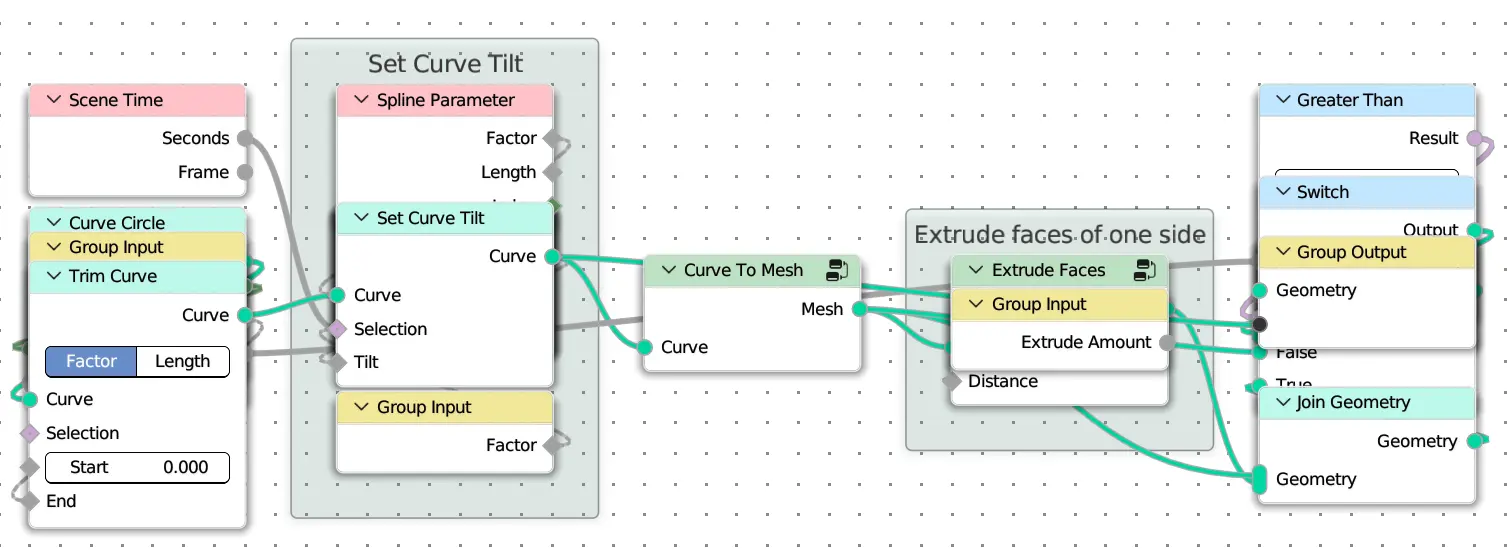 Set Curve Tilt
Scene Time
Seconds
Frame
Curve Circle
Group Input
Trim Curve
Curve
Factor Length
Curve
Selection
Start 0.000
End
Spline Parameter
Factor
Length
Set Curve Tilt
Curve
Curve
Selection
Tilt
Group Input
Factor
Curve To Mesh
Mesh
Curve
Extrude faces of one side
Extrude Faces
Group Input
Extrude Amount
Distance
Greater Than
Result
Switch
Output
Group Output
Geometry
False
True
Join Geometry
Geometry
Geometry